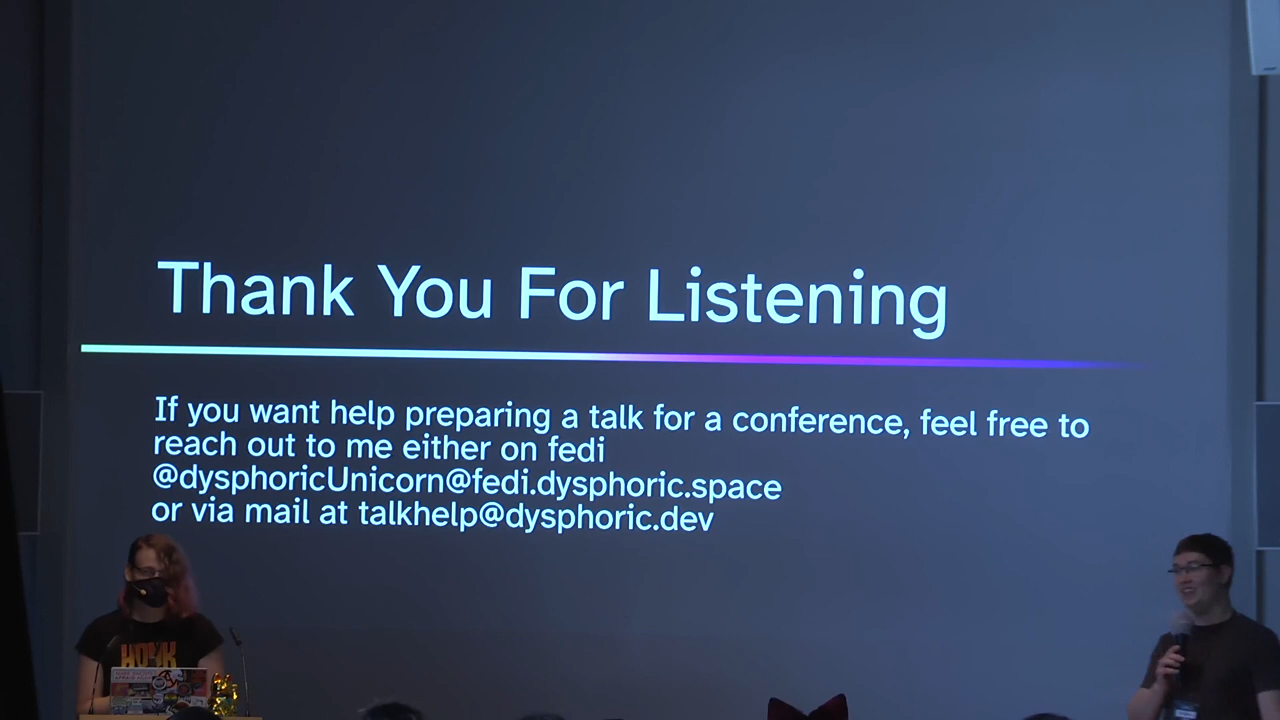 Thank You For Listening
If you want help preparing a talk for a conference, feel free to
reach out to me either on fedi
@dysphoricUnicorn@fedi.dysphoric.space
or via mail at talkhelp@dysphoric.dev